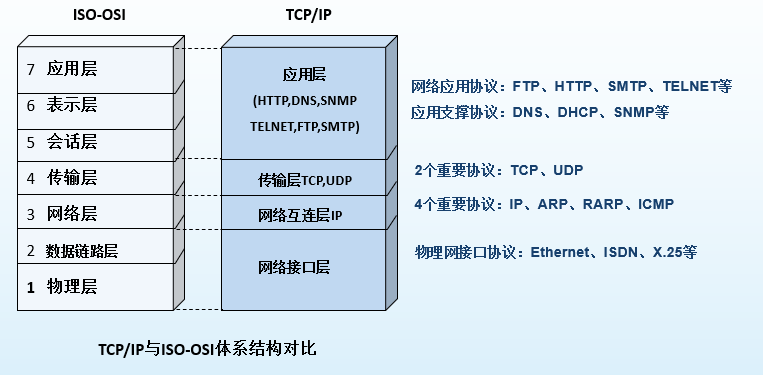 ISO-OSI
TCP/IP
7 应用层
6 表示层
5 会话层
4 传输层
3 网络层
2 数据链路层
1 物理层
应用层
(HTTP,DNS,SNMP
TELNET,FTP,SMTP)
传输层TCP,UDP
网络互连层IP
网络接口层
网络应用协议：FTP、HTTP、SMTP、TELNET等
应用支撑协议：DNS、DHCP、SNMP等
2个重要协议：TCP、UDP
4个重要协议：IP、ARP、RARP、ICMP
物理网接口协议：Ethernet、ISDN、X.25等
TCP/IP与ISO-OSI体系结构对比